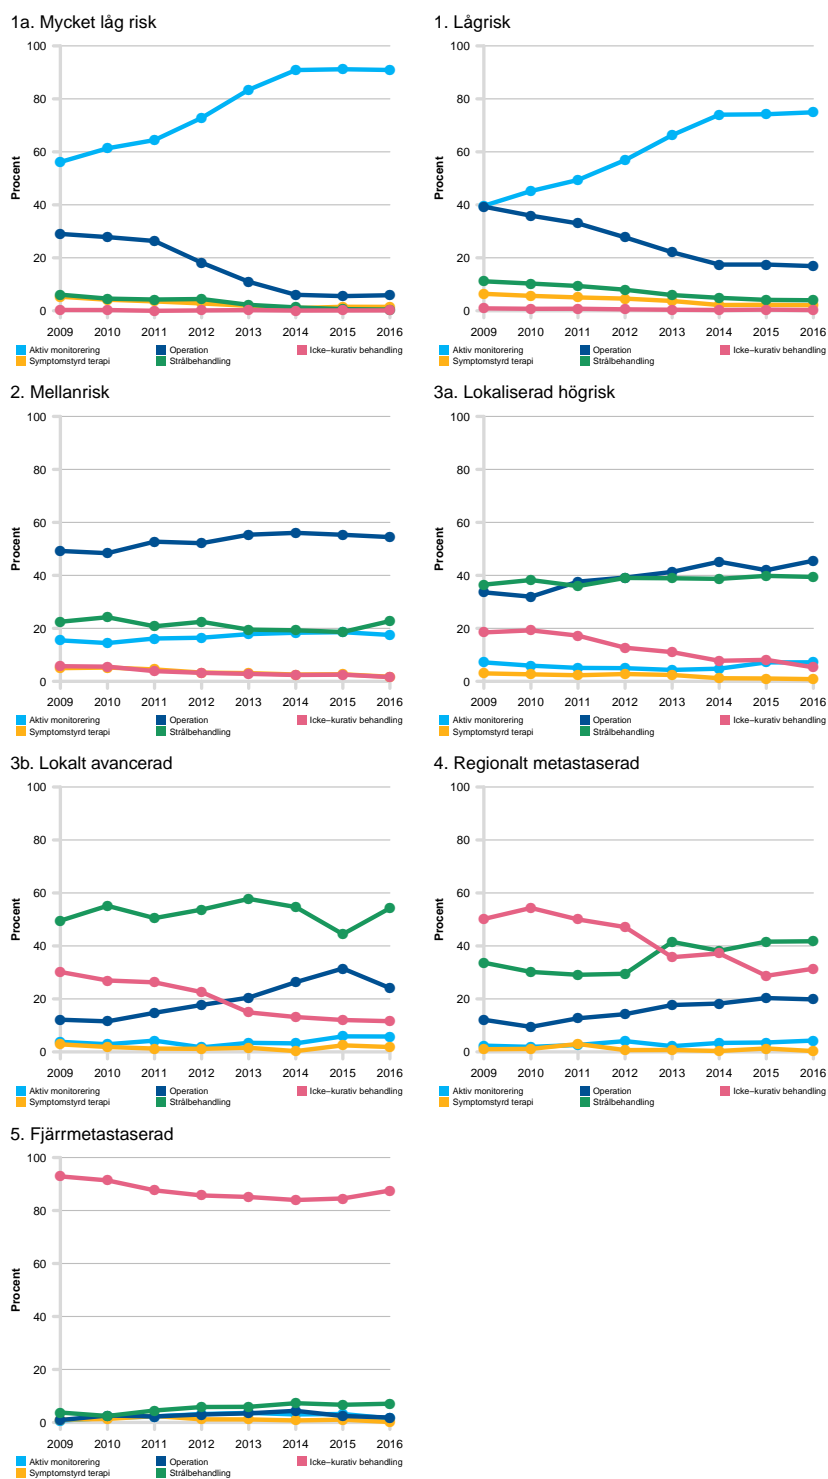 1a. Mycket låg risk
100
80
60
40
20
0
Procent
2009 2010 2011 2012 2013 2014 2015 2016
Aktiv monitorering Operation Icke–kurativ behandling
Symptomstyrd terapi Strålbehandling
1. Lågrisk
100
80
60
40
20
0
Procent
2009 2010 2011 2012 2013 2014 2015 2016
Aktiv monitorering Operation Icke–kurativ behandling
Symptomstyrd terapi Strålbehandling
2. Mellanrisk
100
80
60
40
20
0
Procent
2009 2010 2011 2012 2013 2014 2015 2016
Aktiv monitorering Operation Icke–kurativ behandling
Symptomstyrd terapi Strålbehandling
3a. Lokaliserad högrisk
100
80
60
40
20
0
Procent
2009 2010 2011 2012 2013 2014 2015 2016
Aktiv monitorering Operation Icke–kurativ behandling
Symptomstyrd terapi Strålbehandling
3b. Lokalt avancerad
100
80
60
40
20
0
Procent
2009 2010 2011 2012 2013 2014 2015 2016
Aktiv monitorering Operation Icke–kurativ behandling
Symptomstyrd terapi Strålbehandling
4. Regionalt metastaserad
100
80
60
40
20
0
Procent
2009 2010 2011 2012 2013 2014 2015 2016
Aktiv monitorering Operation Icke–kurativ behandling
Symptomstyrd terapi Strålbehandling
5. Fjärrmetastaserad
100
80
60
40
20
0
Procent
2009 2010 2011 2012 2013 2014 2015 2016
Aktiv monitorering Operation Icke–kurativ behandling
Symptomstyrd terapi Strålbehandling